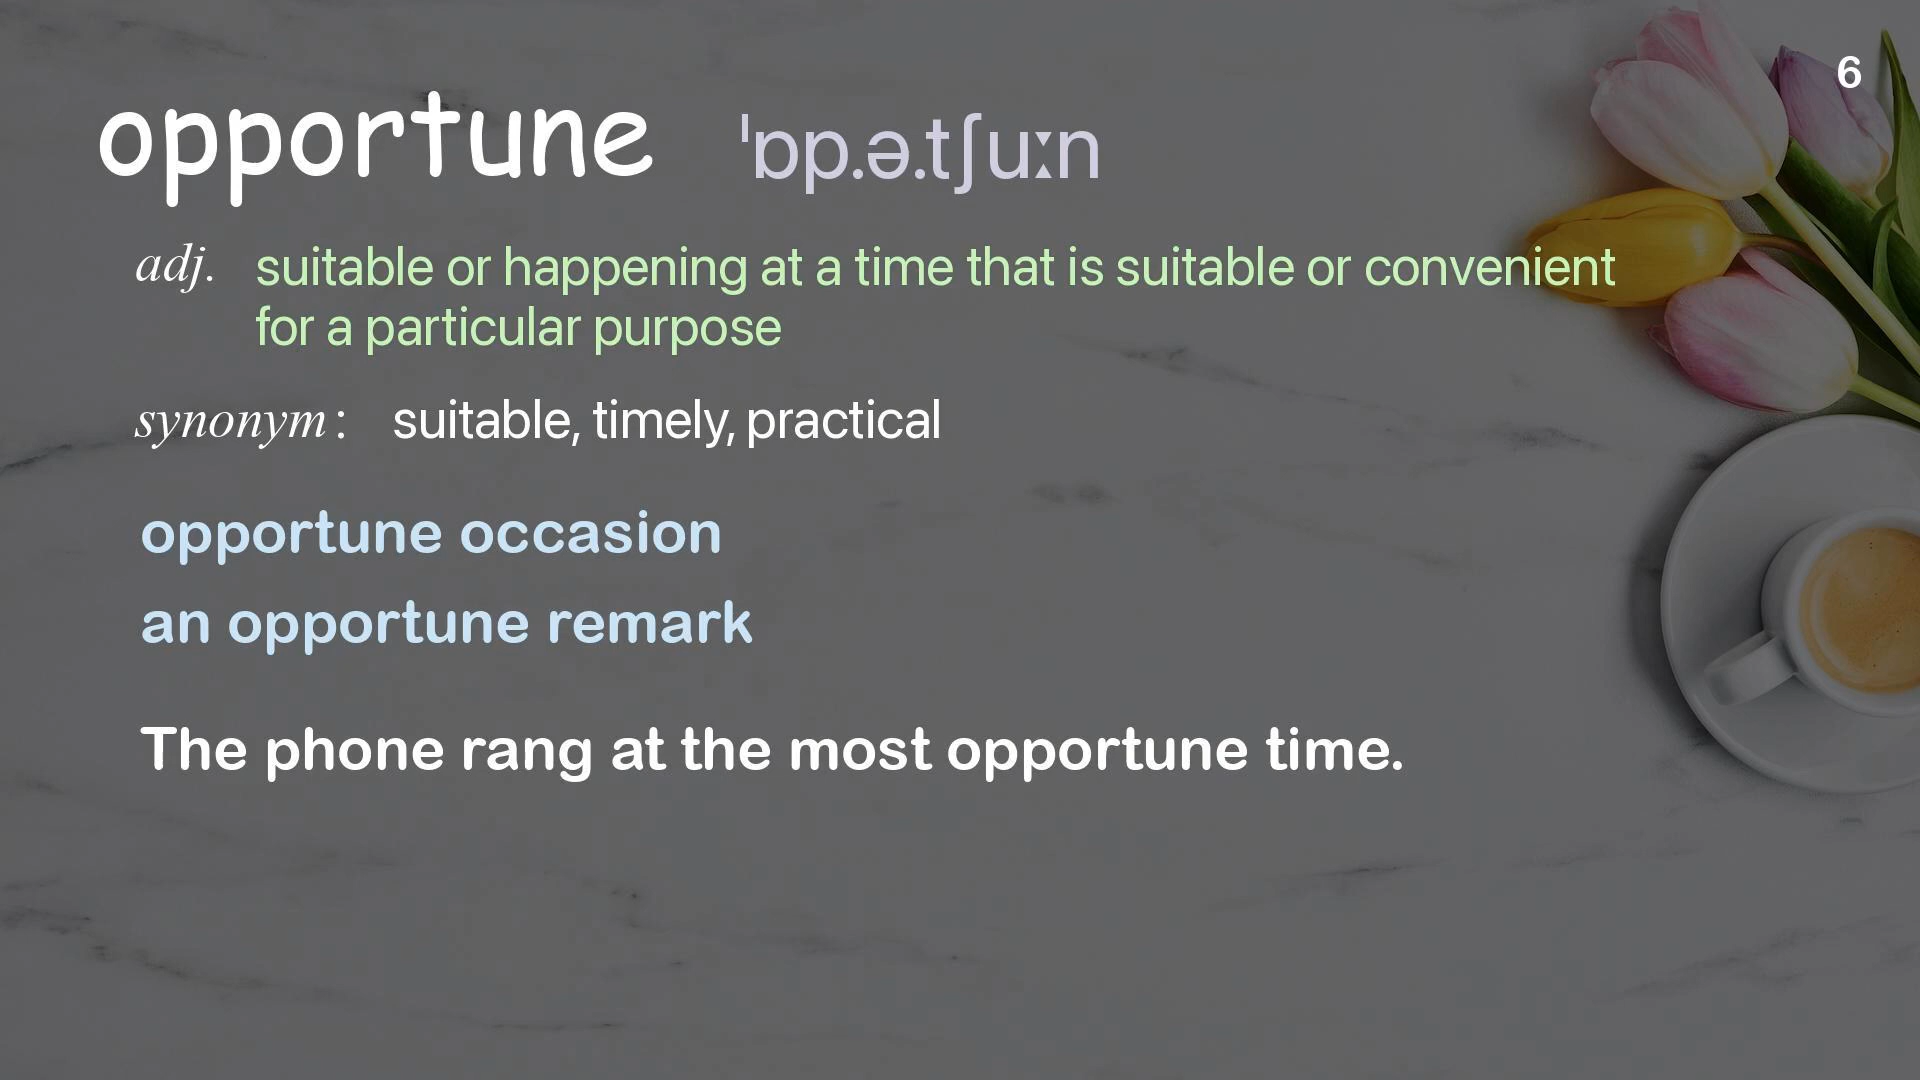 6
opportune ˈɒp.ə.tʃuːn
adj. suitable or happening at a time that is suitable or convenient
for a particular purpose
synonym : suitable, timely, practical
opportune occasion
an opportune remark
The phone rang at the most opportune time.